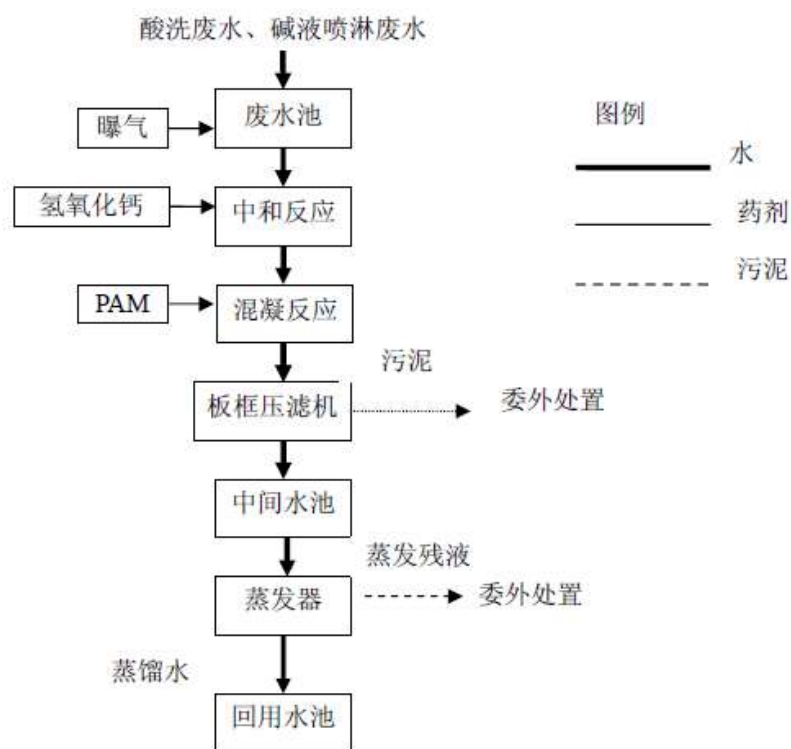 酸洗废水、碱液喷淋废水
废水池
曝气
图例
水
氢氧化钙
中和反应
药剂
PAM
混凝反应
污泥
污泥
板框压滤机
委外处置
中间水池
蒸发残液
蒸发器
委外处置
蒸馏水
回用水池